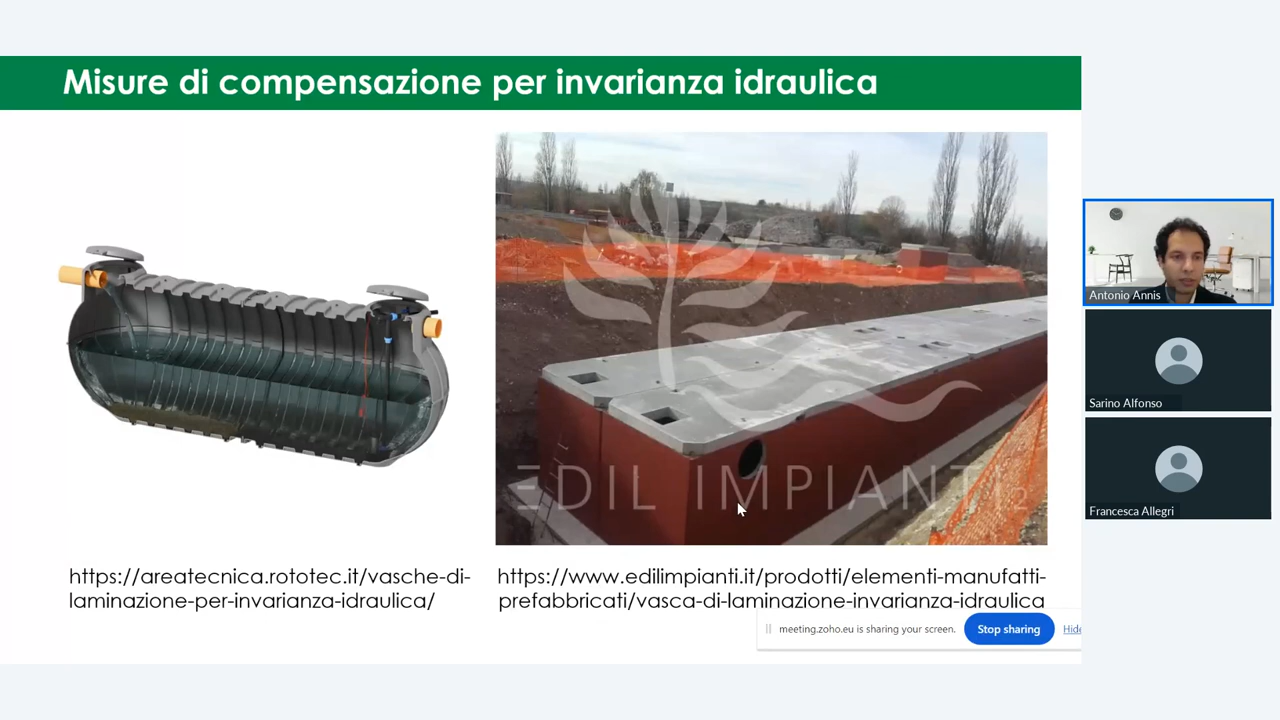 Misure di compensazione per invarianza idraulica
EDIL IMPIANTI 2
https://areatecnica.rototec.it/vasche-di-
laminazione-per-invarianza-idraulica/
https://www.edilimpianti.it/prodotti/elementi-manufatti-
prefabbricati/vasca-di-laminazione-invarianza-idraulica
meeting.zoho.eu is sharing your screen.
Stop sharing
Hide
Antonio Annis
Sarino Alfonso
Francesca Allegri